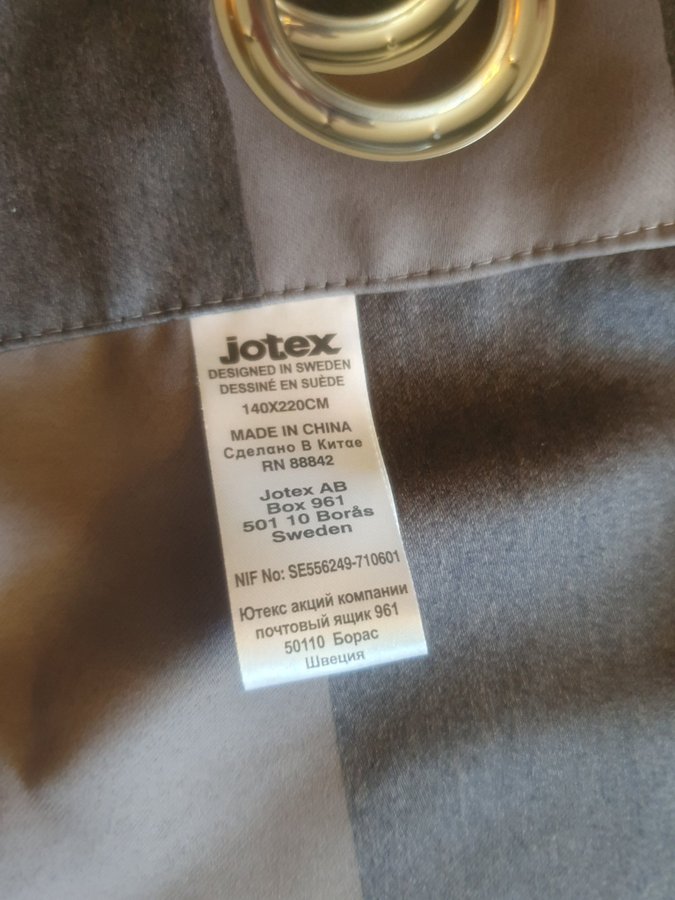 jotex
DESIGNED IN SWEDEN
DESSINÉ EN SUÈDE
140X220CM
MADE IN CHINA
Сделано В Китае
RN 88842
Jotex AB
Box 961
501 10 Borås
Sweden
NIF No: SE556249-710601
Ютекс акций компании
почтовый ящик 961
50110 Борас
Швеция